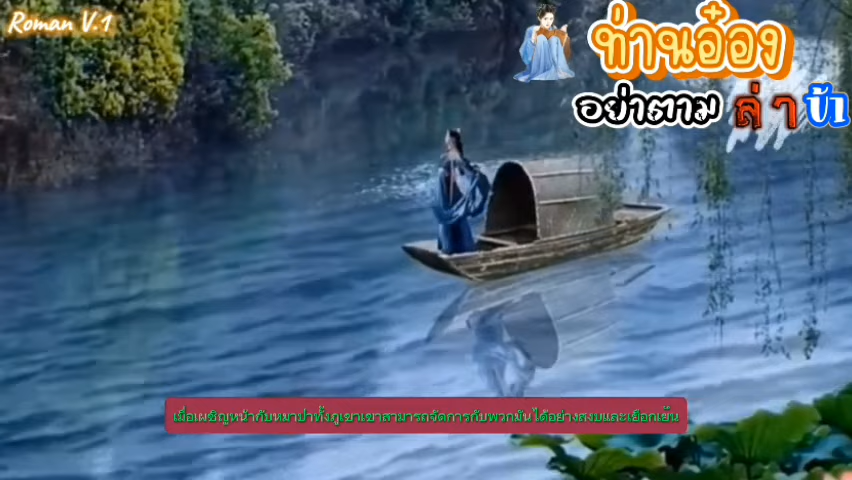 Roman V.1
ท่านอ๋อง
อย่าตาม ล่า ข้า
เมื่อเผชิญหน้ากับหมาป่าทั้งภูเขาเขาสามารถจัดการกับพวกมันได้อย่างสงบและเยือกเย็น